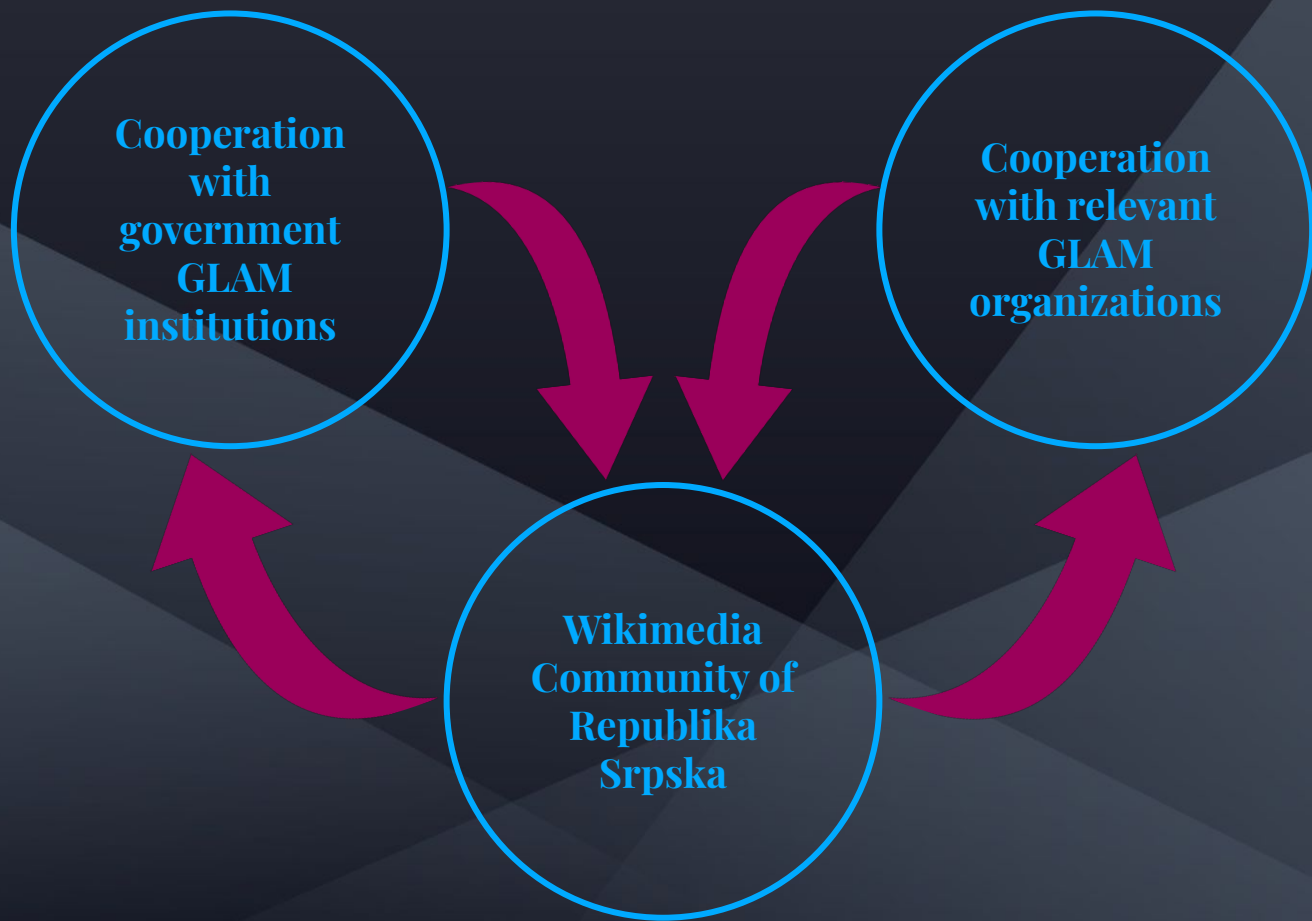 Cooperation
with
government
GLAM
institutions
Cooperation
with relevant
GLAM
organizations
Wikimedia
Community of
Republika
Srpska